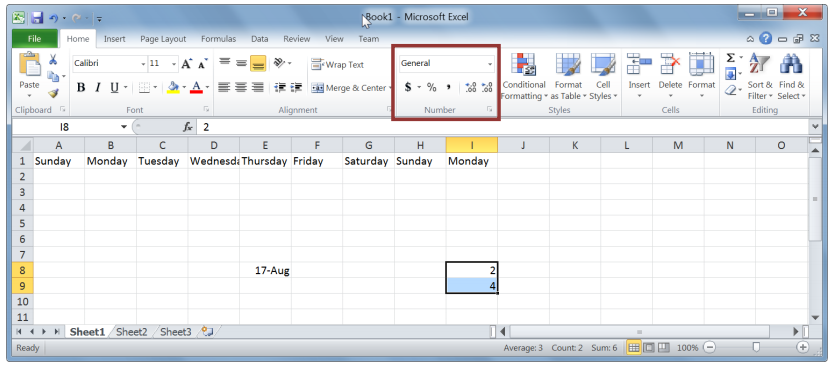 Book1 - Microsoft Excel
File Home Insert Page Layout Formulas Data Review View Team
Paste
Calibri 11 A A
B I U A
Wrap Text
Merge & Center
General
$ % , .0 .00 .00 .0
Conditional Formatting
Format as Table
Cell Styles
Insert Delete Format
Σ
Sort & Filter
Find & Select
Clipboard Font Alignment Number Styles Cells Editing
I8 fx 2
A B C D E F G H I J K L M N O
1 Sunday Monday Tuesday Wednesda Thursday Friday Saturday Sunday Monday
2
3
4
5
6
7
8 17-Aug 2
9 4
10
11
Sheet1 Sheet2 Sheet3
Ready Average: 3 Count: 2 Sum: 6 100%